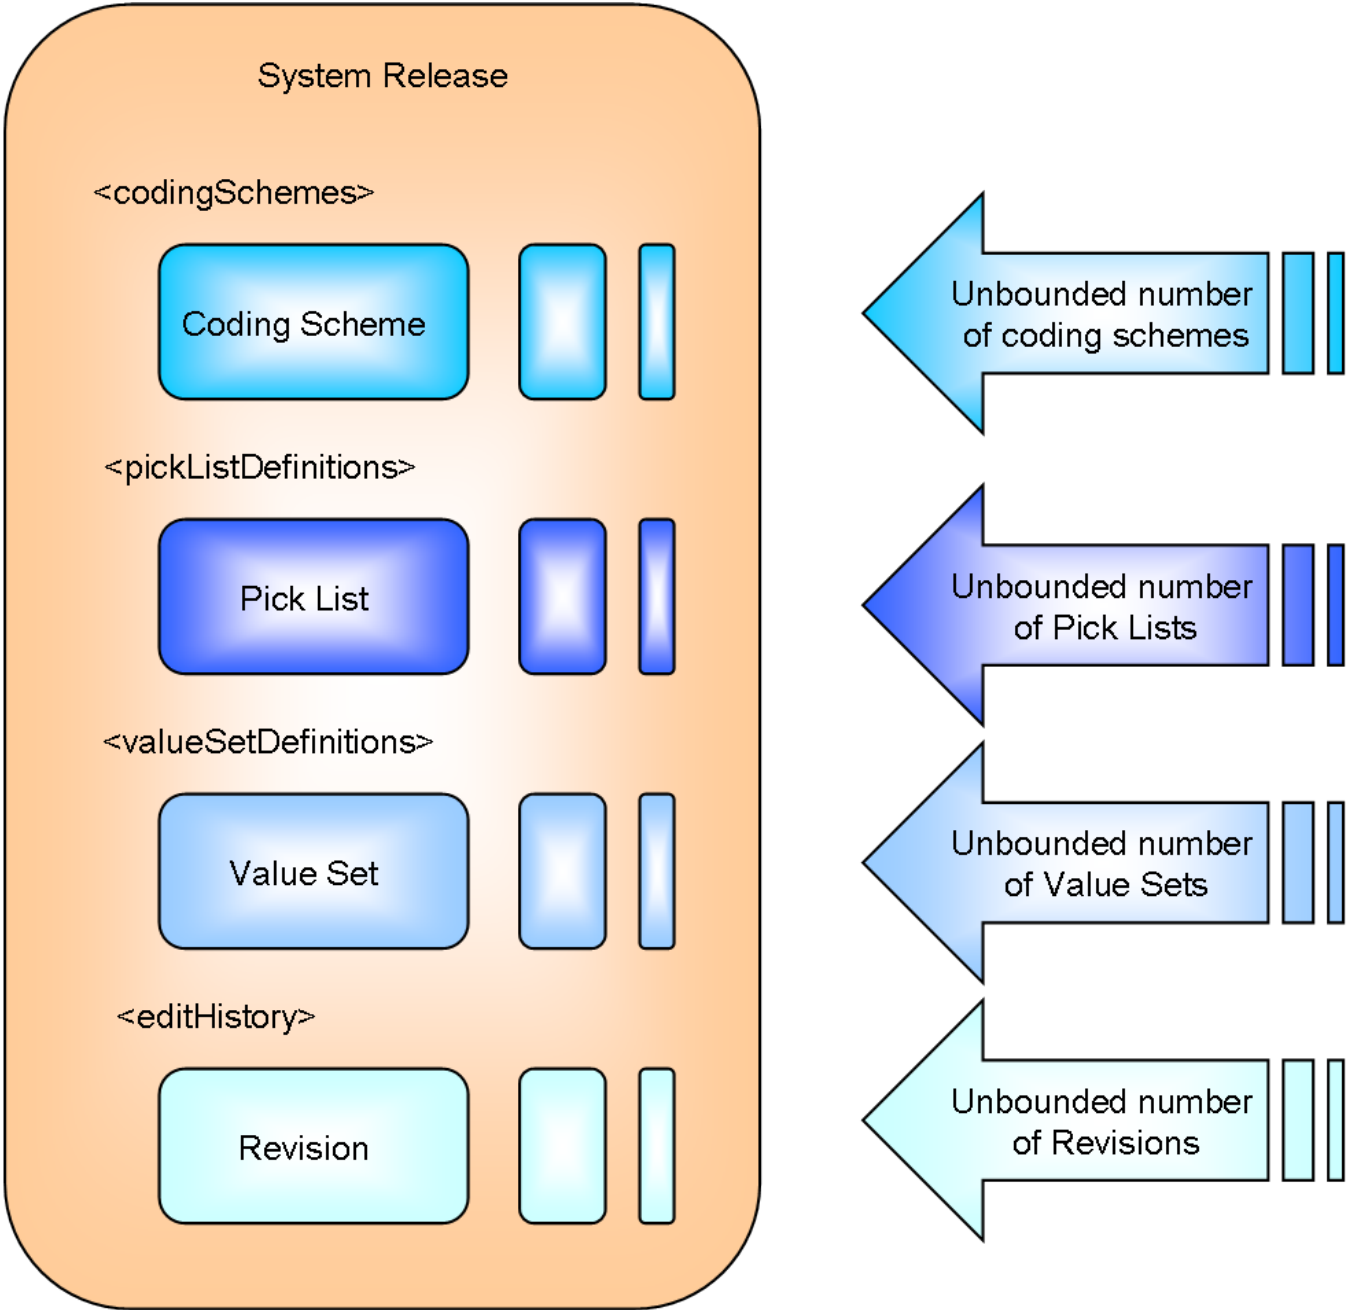 System Release
<codingSchemes>
Coding Scheme
Unbounded number
of coding schemes
<pickListDefinitions>
Pick List
Unbounded number
of Pick Lists
<valueSetDefinitions>
Value Set
Unbounded number
of Value Sets
<editHistory>
Revision
Unbounded number
of Revisions